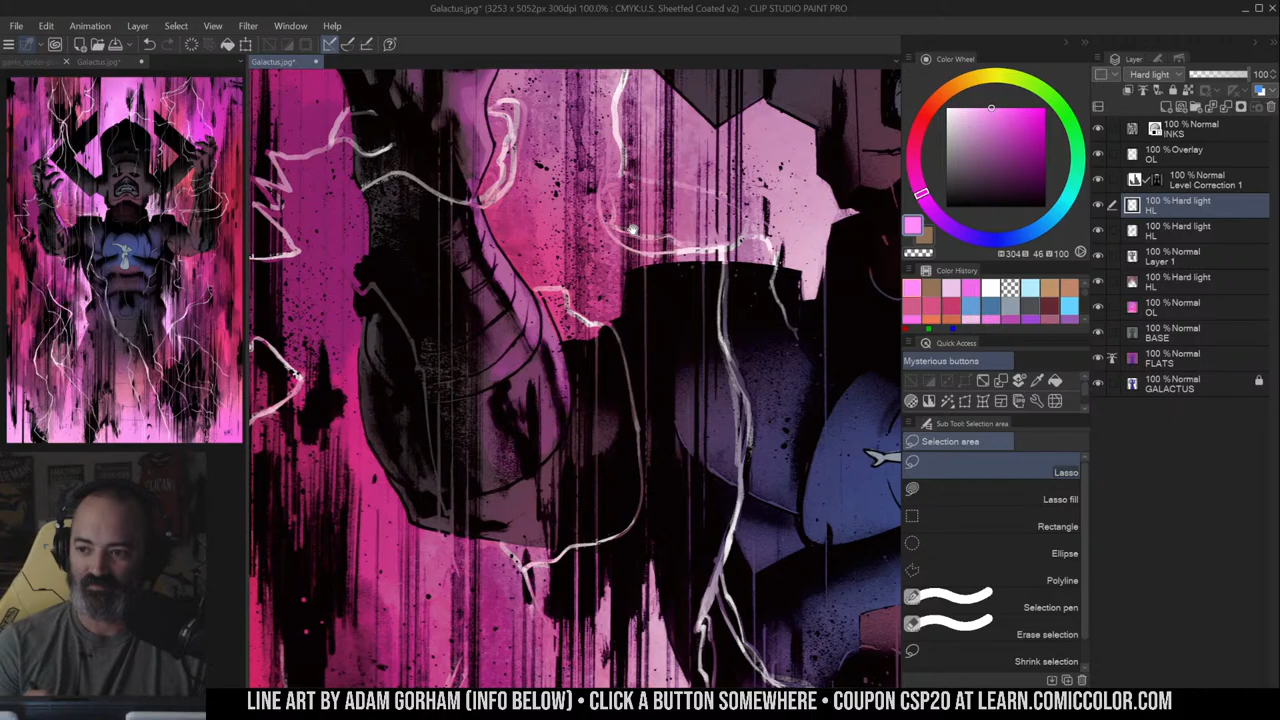 Galactus.jpg* (3253 x 5052px 300dpi 100.0% : CMYK:U.S. Sheetfed Coated v2) - CLIP STUDIO PAINT PRO
File Edit Animation Layer Select View Filter Window Help
Galactus.jpg*
Galactus.jpg*
Color Wheel
H 304 S 46 V 100
Color History
Quick Access
Mysterious buttons
Sub Tool: Selection area
Selection area
Lasso
Lasso fill
Rectangle
Ellipse
Polyline
Selection pen
Erase selection
Shrink selection
Layer
Hard light 100
100 % Normal
INKS
100 % Overlay
OL
100 % Normal
Level Correction 1
100 % Hard light
HL
100 % Hard light
HL
100 % Normal
Layer 1
100 % Hard light
HL
100 % Normal
OL
100 % Normal
BASE
100 % Normal
FLATS
100 % Normal
GALACTUS
LINE ART BY ADAM GORHAM (INFO BELOW) • CLICK A BUTTON SOMEWHERE • COUPON CSP20 AT LEARN.COMICCOLOR.COM